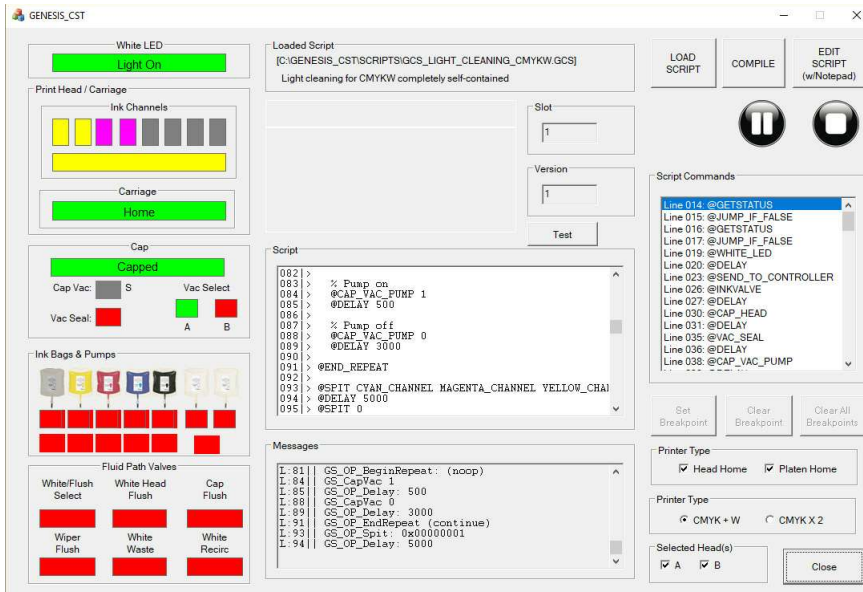 GENESIS_CST
White LED
Light On
Print Head / Carriage
Ink Channels
Carriage
Home
Cap
Capped
Cap Vac:
S
Vac Select
Vac Seal:
A
B
Ink Bags & Pumps
Fluid Path Valves
White/Flush Select
White Head Flush
Cap Flush
Wiper Flush
White Waste
White Recirc
Loaded Script
[C:\GENESIS_CST\SCRIPTS\GCS_LIGHT_CLEANING_CMYKW.GCS]
Light cleaning for CMYKW completely self-contained
Slot
1
Version
1
Test
Script
082|>
083|> % Pump on
084|> @CAP_VAC_PUMP 1
085|> @DELAY 500
086|>
087|> % Pump off
088|> @CAP_VAC_PUMP 0
089|> @DELAY 3000
090|>
091|> @END_REPEAT
092|>
093|> @SPIT CYAN_CHANNEL MAGENTA_CHANNEL YELLOW_CHAI
094|> @DELAY 5000
095|> @SPIT 0
Messages
L:81|| GS_OP_BeginRepeat: (noop)
L:84|| GS_CapVac 1
L:85|| GS_OP_Delay: 500
L:88|| GS_CapVac 0
L:89|| GS_OP_Delay: 3000
L:91|| GS_OP_EndRepeat (continue)
L:93|| GS_OP_Spit: 0x00000001
L:94|| GS_OP_Delay: 5000
LOAD SCRIPT
COMPILE
EDIT SCRIPT (w/Notepad)
Script Commands
Line 014: @GETSTATUS
Line 015: @JUMP_IF_FALSE
Line 016: @GETSTATUS
Line 017: @JUMP_IF_FALSE
Line 019: @WHITE_LED
Line 020: @DELAY
Line 023: @SEND_TO_CONTROLLER
Line 026: @INKVALVE
Line 027: @DELAY
Line 030: @CAP_HEAD
Line 031: @DELAY
Line 035: @VAC_SEAL
Line 036: @DELAY
Line 038: @CAP_VAC_PUMP
Set Breakpoint
Clear Breakpoint
Clear All Breakpoints
Printer Type
Head Home
Platen Home
Printer Type
CMYK + W
CMYK X 2
Selected Head(s)
A
B
Close